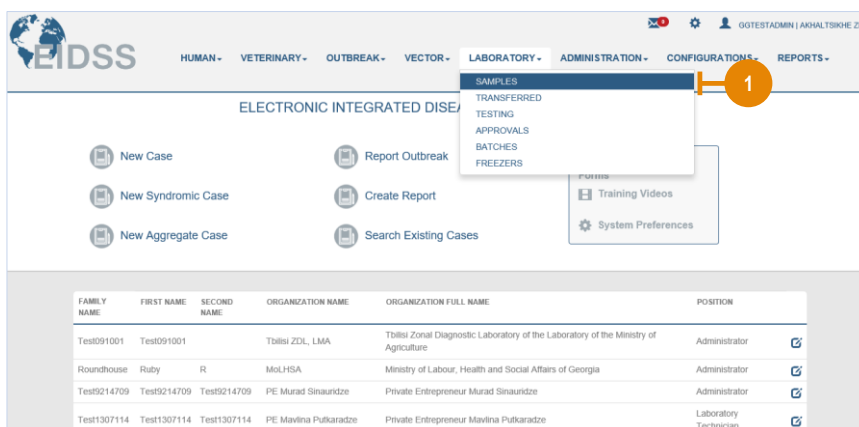 GGTESTADMIN | AKHALTSIKHE Z
EIDSS
HUMAN VETERINARY OUTBREAK VECTOR LABORATORY ADMINISTRATION CONFIGURATIONS REPORTS
SAMPLES
1
TRANSFERRED
ELECTRONIC INTEGRATED
TESTING
APPROVALS
BATCHES
FREEZERS
New Case
Report Outbreak
Forms
New Syndromic Case
Create Report
Training Videos
New Aggregate Case
Search Existing Cases
System Preferences
FAMILY NAME FIRST NAME SECOND NAME ORGANIZATION NAME ORGANIZATION FULL NAME POSITION
Test091001 Test091001 Tbilisi ZDL, LMA Tbilisi Zonal Diagnostic Laboratory of the Laboratory of the Ministry of Agriculture Administrator
Roundhouse Ruby R MoLHSA Ministry of Labour, Health and Social Affairs of Georgia Administrator
Test9214709 Test9214709 Test9214709 PE Murad Sinauridze Private Entrepreneur Murad Sinauridze Administrator
Test1307114 Test1307114 Test1307114 PE Mavlina Putkaradze Private Entrepreneur Mavlina Putkaradze Laboratory Technician